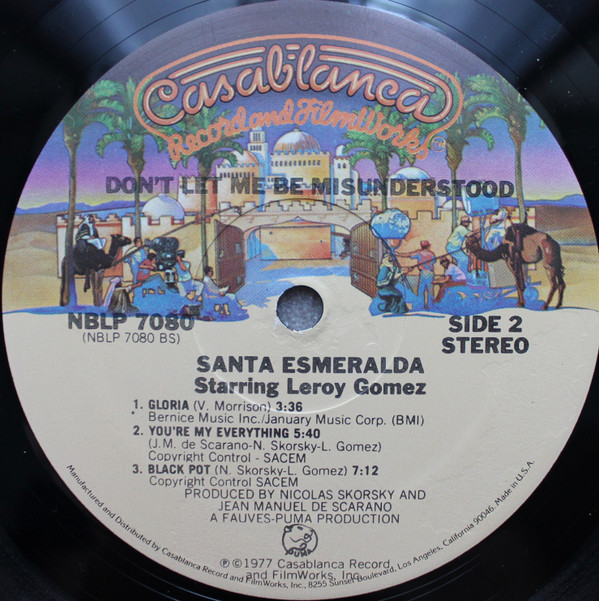 Casablanca
Record and FilmWorks
DON'T LET ME BE MISUNDERSTOOD
NBLP 7080
(NBLP 7080 BS)
SIDE 2
STEREO
SANTA ESMERALDA
Starring Leroy Gomez
1. GLORIA (V. Morrison) 3:36
Bernice Music Inc./January Music Corp. (BMI)
2. YOU'RE MY EVERYTHING 5:40
(J.M. de Scarano-N. Skorsky-L. Gomez)
Copyright Control - SACEM
3. BLACK POT (N. Skorsky-L. Gomez) 7:12
Copyright Control SACEM
PRODUCED BY NICOLAS SKORSKY AND
JEAN MANUEL DE SCARANO
A FAUVES-PUMA PRODUCTION
PUMA
℗©1977 Casablanca Record
and FilmWorks, Inc.
Manufactured and Distributed by Casablanca Record and FilmWorks, Inc., 8255 Sunset Boulevard, Los Angeles, California 90046. Made in U.S.A.